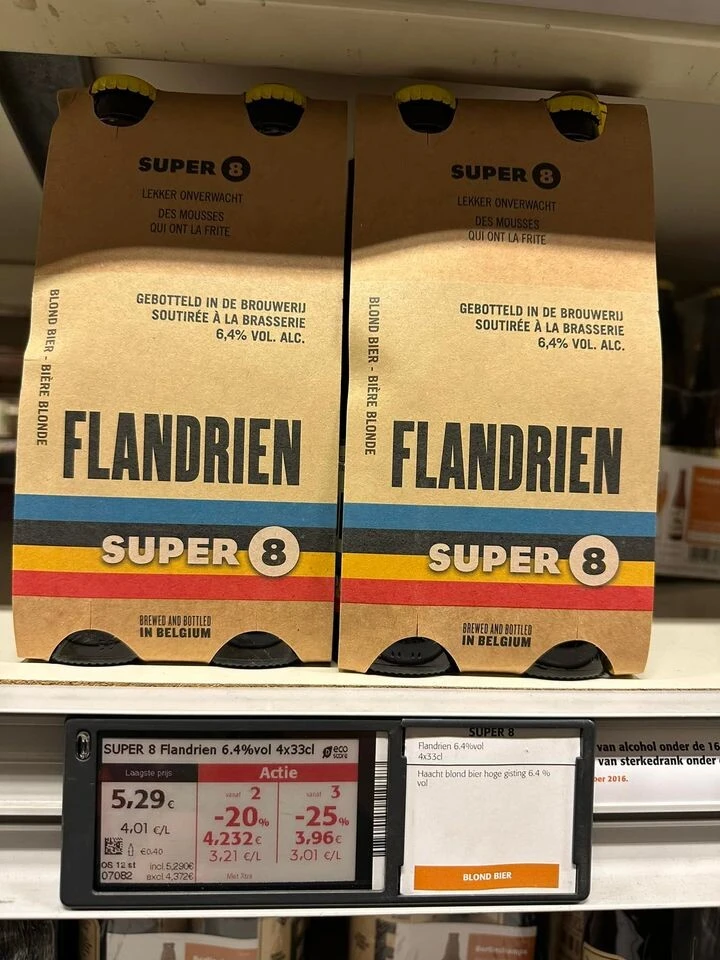 SUPER 8
LEKKER ONVERWACHT
DES MOUSSES
QUI ONT LA FRITE
GEBOTTELD IN DE BROUWERIJ
SOUTIRÉE À LA BRASSERIE
6,4% VOL. ALC.
BLOND BIER - BIÈRE BLONDE
FLANDRIEN
SUPER 8
BREWED AND BOTTLED
IN BELGIUM
SUPER 8
LEKKER ONVERWACHT
DES MOUSSES
QUI ONT LA FRITE
GEBOTTELD IN DE BROUWERIJ
SOUTIRÉE À LA BRASSERIE
6,4% VOL. ALC.
BLOND BIER - BIÈRE BLONDE
FLANDRIEN
SUPER 8
BREWED AND BOTTLED
IN BELGIUM
SUPER 8 Flandrien 6.4%vol 4x33cl eco score
Laagste prijs
5,29 €
4,01 €/L
€0.40
OS 12 st incl.5,290€
07082 excl.4,372€
Actie
vanaf 2
-20%
4,232 €
3,21 €/L
vanaf 3
-25%
3,96 €
3,01 €/L
Met Xtra
SUPER 8
Flandrien 6.4%vol
4x33cl
Haacht blond bier hoge gisting 6.4 %
vol
BLOND BIER
van alcohol onder de 16
van sterkedrank onder
ber 2016.